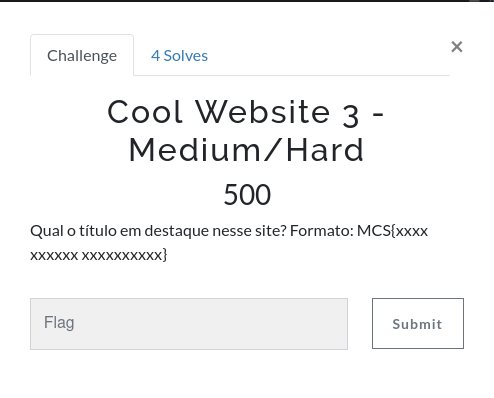 Challenge
4 Solves
×
Cool Website 3 -
Medium/Hard
500
Qual o título em destaque nesse site? Formato: MCS{xxxx
xxxxxx xxxxxxxxxx}
Flag
Submit